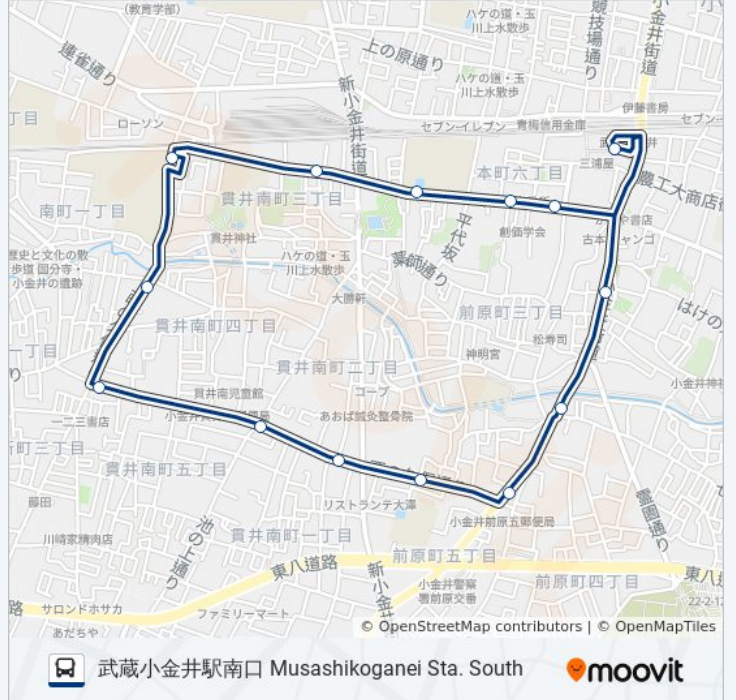 (教育学部)
ハケの道・玉
川上水散歩
競技場通り
小金井街道
連雀通り
上の原通り
新小金井街道
ハケの道・玉
川上水散歩
伊藤書房
丁目
ローソン
セブン-イレブン
青梅信用金庫
セブン-イレ
三浦屋
本町六丁目
農工大商店街
南町一丁目
貫井南町三丁目
貫井神社
平代坂
創価学会
古本
ハケの道・玉
川上水散歩
歴史と文化の散
歩道 国分寺・
小金井の遺跡
薬師通り
大勝軒
前原町三丁目
はけの
貫井南町四丁目
松寿司
神明宮
一丁目
貫井南町二丁目
小金井神社
貫井南児童館
コープ
あおば鍼灸整骨院
一二三書店
町三丁目
貫井南町五丁目
藤田
リストランテ大澤
小金井前原五郵便局
霊園通り
川崎家精肉店
池の上通り
貫井南町一丁目
前原町五丁目
東八道路
新小金井
小金井警察
署前原交番
前原町四丁目
東八道
22-2-12
路
サロンドホサカ
ファミリーマート
あだちや
© OpenStreetMap contributors | © OpenMapTiles
武蔵小金井駅南口 Musashikoganei Sta. South
moovit